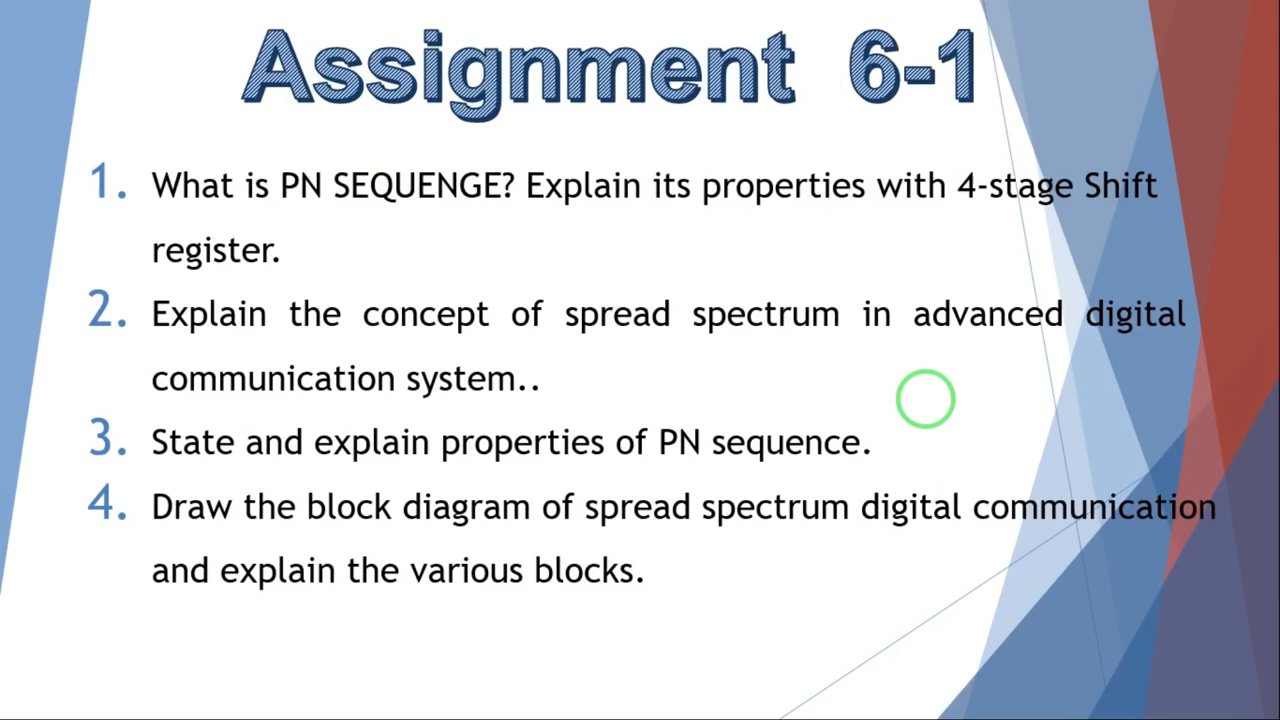 Assignment 6-1
1. What is PN SEQUENGE? Explain its properties with 4-stage Shift
register.
2. Explain the concept of spread spectrum in advanced digital
communication system..
3. State and explain properties of PN sequence.
4. Draw the block diagram of spread spectrum digital communication
and explain the various blocks.